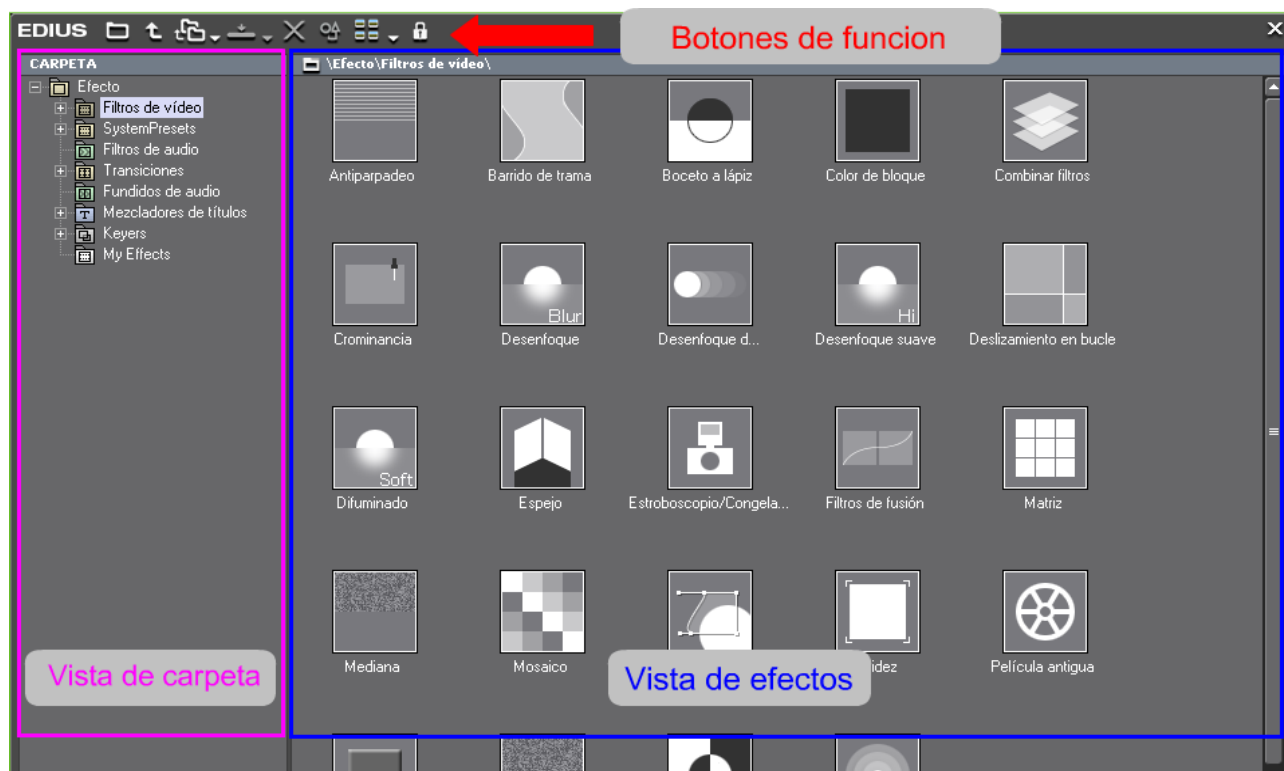 EDIUS
Botones de funcion
CARPETA
\Efecto\Filtros de vídeo\
Efecto
Filtros de vídeo
SystemPresets
Filtros de audio
Transiciones
Fundidos de audio
Mezcladores de títulos
Keyers
My Effects
Antiparpadeo
Barrido de trama
Boceto a lápiz
Color de bloque
Combinar filtros
Crominancia
Blur
Desenfoque
Desenfoque d...
Hi
Desenfoque suave
Deslizamiento en bucle
Soft
Difuminado
Espejo
Estroboscopio/Congela...
Filtros de fusión
Matriz
Mediana
Mosaico
idez
Película antigua
Vista de carpeta
Vista de efectos